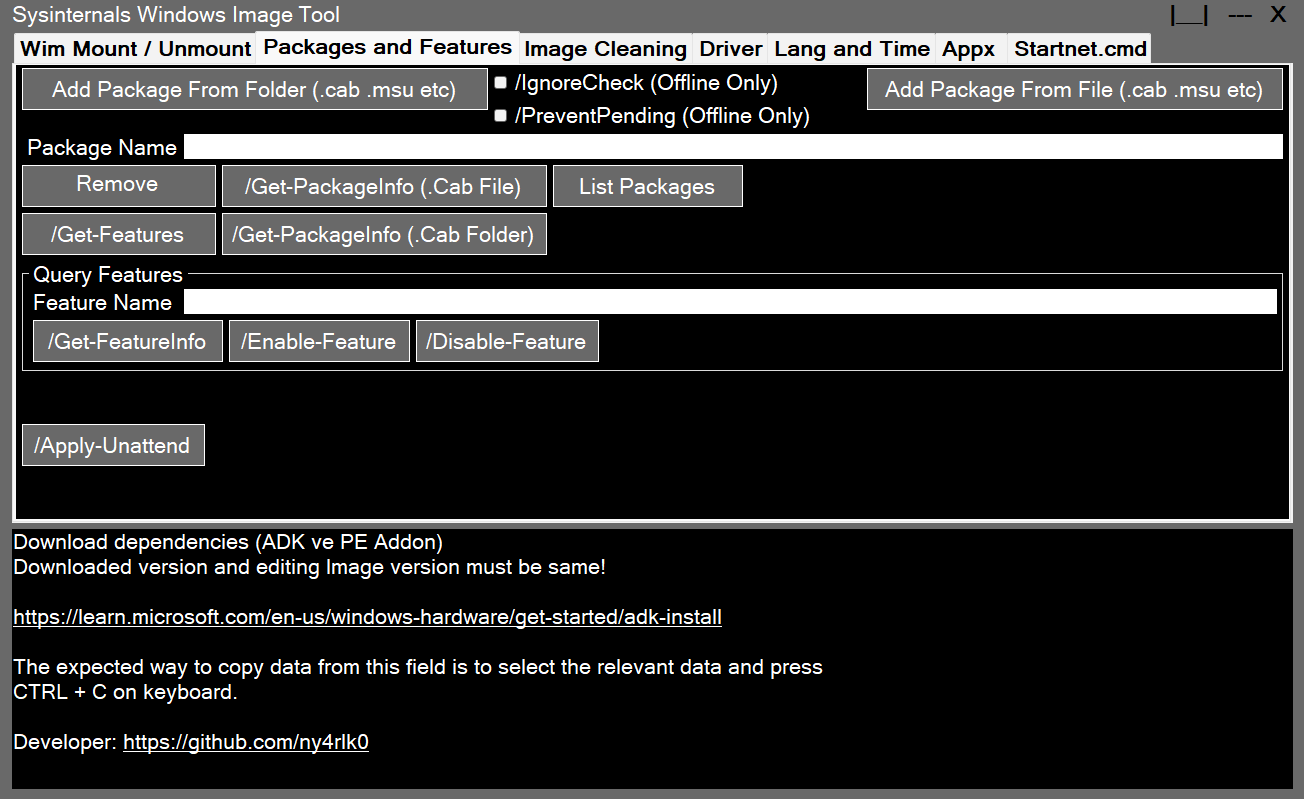 Sysinternals Windows Image Tool |__| --- X
Wim Mount / Unmount Packages and Features Image Cleaning Driver Lang and Time Appx Startnet.cmd
Add Package From Folder (.cab .msu etc) /IgnoreCheck (Offline Only) Add Package From File (.cab .msu etc)
/PreventPending (Offline Only)
Package Name
Remove /Get-PackageInfo (.Cab File) List Packages
/Get-Features /Get-PackageInfo (.Cab Folder)
Query Features
Feature Name
/Get-FeatureInfo /Enable-Feature /Disable-Feature
/Apply-Unattend
Download dependencies (ADK ve PE Addon)
Downloaded version and editing Image version must be same!
https://learn.microsoft.com/en-us/windows-hardware/get-started/adk-install
The expected way to copy data from this field is to select the relevant data and press
CTRL + C on keyboard.
Developer: https://github.com/ny4rlk0